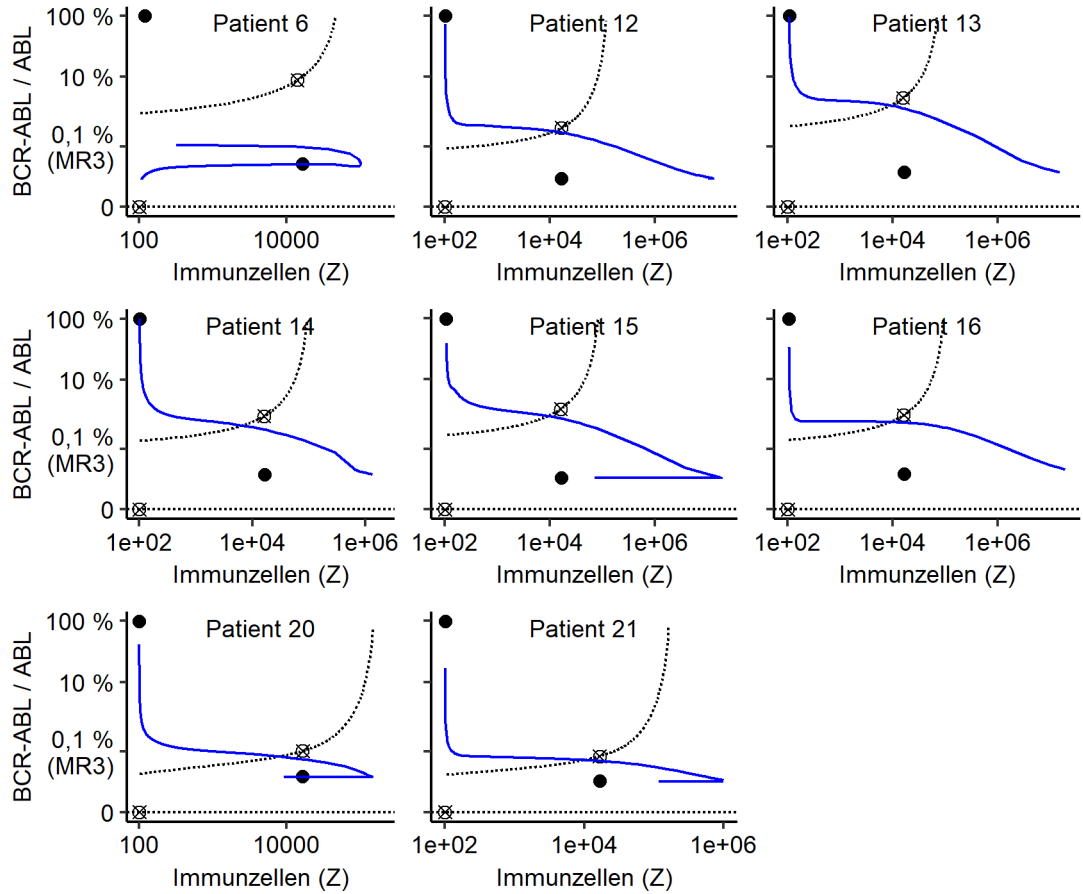 Patient 6
Patient 12
Patient 13
BCR-ABL / ABL
100 %
10 %
0,1 %
(MR3)
0
100
10000
1e+02
1e+04
1e+06
1e+02
1e+04
1e+06
Immunzellen (Z)
Immunzellen (Z)
Immunzellen (Z)
Patient 14
Patient 15
Patient 16
BCR-ABL / ABL
100 %
10 %
0,1 %
(MR3)
0
1e+02
1e+04
1e+06
1e+02
1e+04
1e+06
1e+02
1e+04
1e+06
Immunzellen (Z)
Immunzellen (Z)
Immunzellen (Z)
Patient 20
Patient 21
BCR-ABL / ABL
100 %
10 %
0,1 %
(MR3)
0
100
10000
1e+02
1e+04
1e+06
Immunzellen (Z)
Immunzellen (Z)